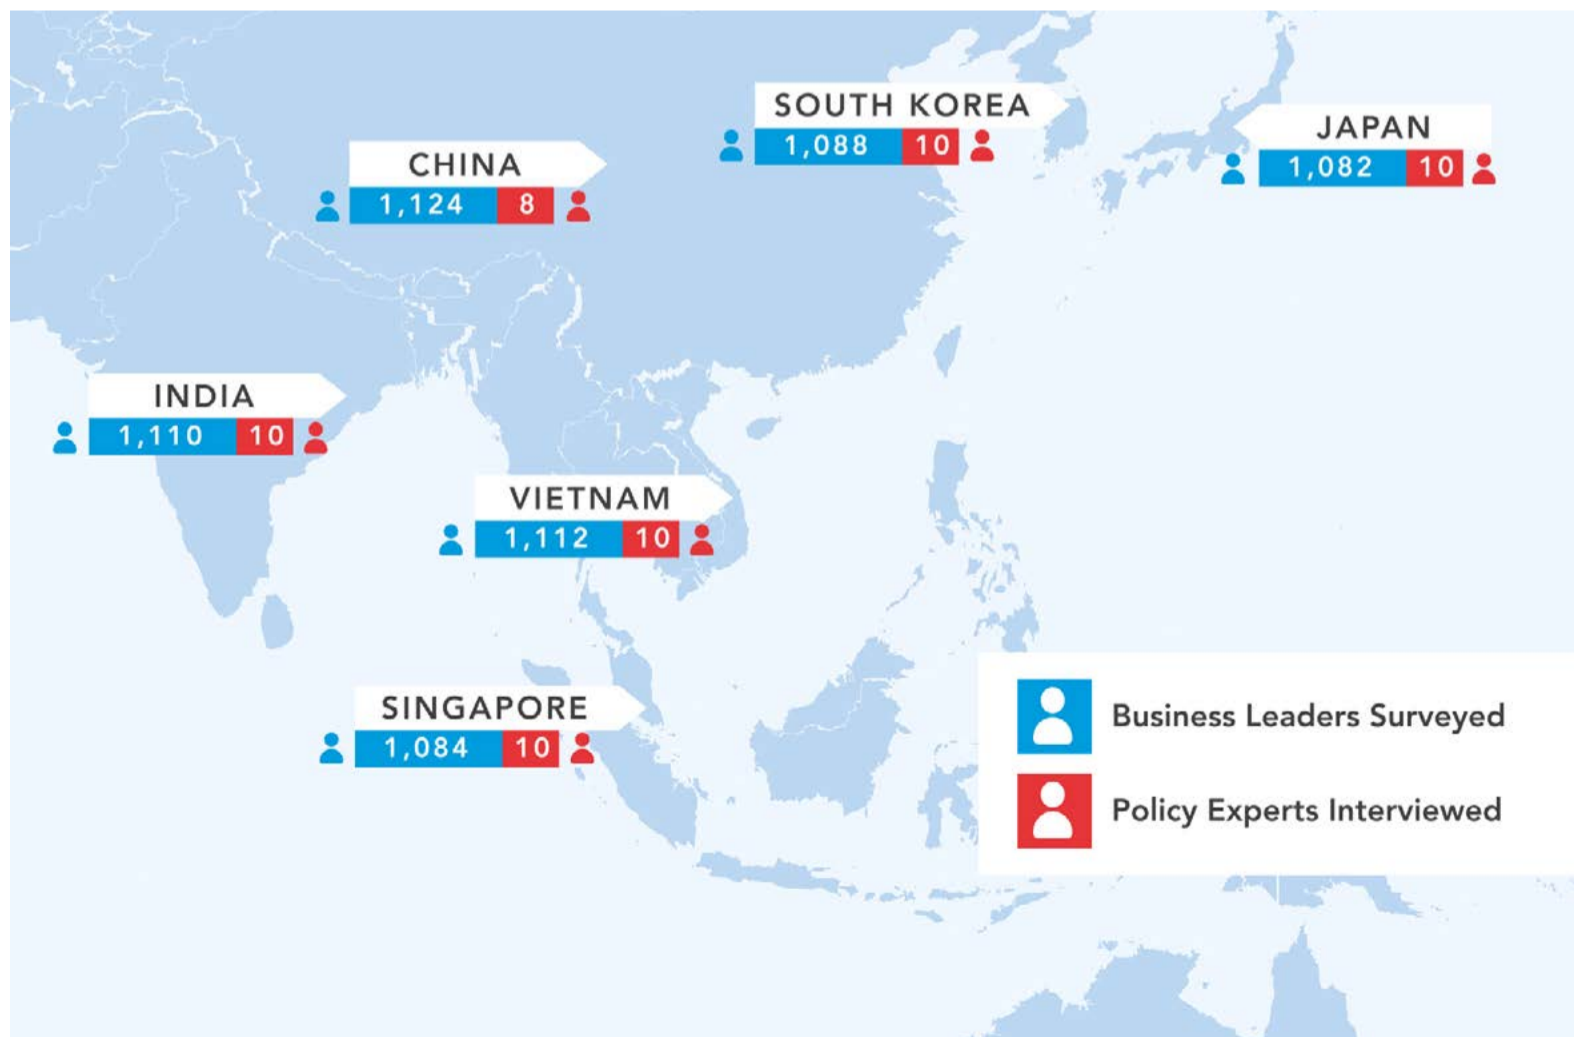 SOUTH KOREA
1,088 10
JAPAN
1,082 10
CHINA
1,124 8
INDIA
1,110 10
VIETNAM
1,112 10
SINGAPORE
1,084 10
Business Leaders Surveyed
Policy Experts Interviewed